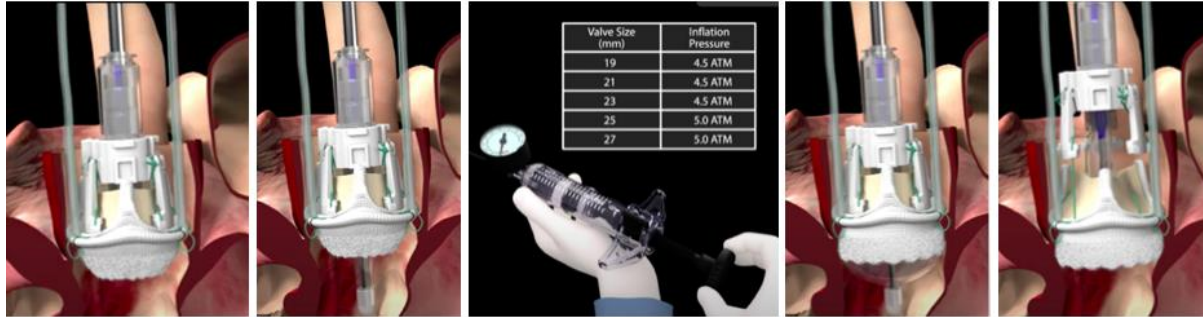 Valve Size (mm) Inflation Pressure
19 4.5 ATM
21 4.5 ATM
23 4.5 ATM
25 5.0 ATM
27 5.0 ATM